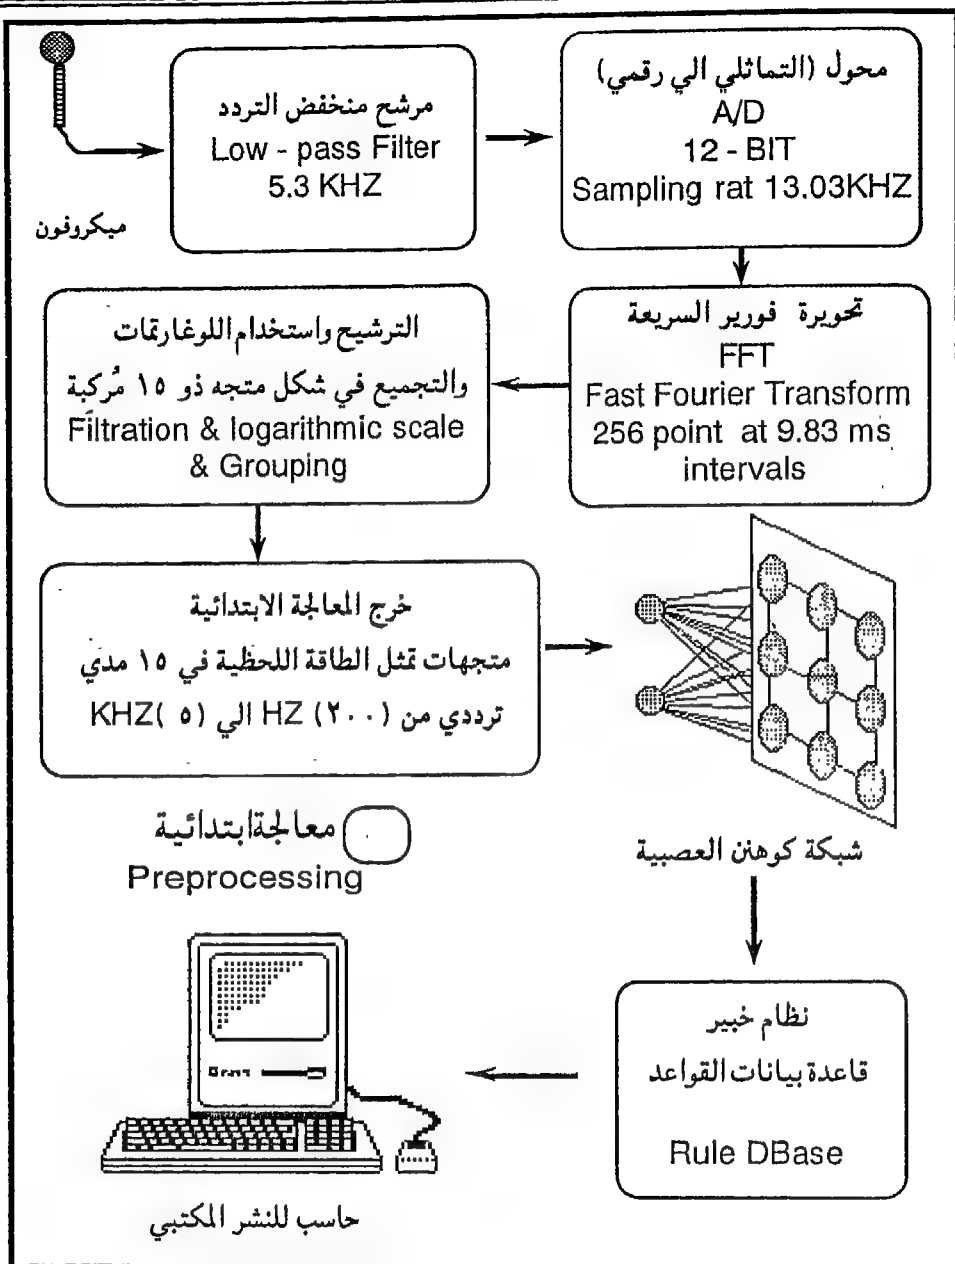 ميكروفون
مرشح منخفض التردد
Low - pass Filter
5.3 KHZ
محول (التماثلي الي رقمي)
A/D
12 - BIT
Sampling rat 13.03KHZ
تحويرة فورير السريعة
FFT
Fast Fourier Transform
256 point at 9.83 ms
intervals
الترشيح واستخدام اللوغارتمات
والتجميع في شكل متجه ذو ١٥ مُركبة
Filtration & logarithmic scale
& Grouping
خرج المعالجة الابتدائية
متجهات تمثل الطاقة اللحظية في ١٥ مدي
ترددي من (٢٠٠) HZ الي (٥ )KHZ
شبكة كوهنن العصبية
معالجة ابتدائية
Preprocessing
نظام خبير
قاعدة بيانات القواعد
Rule DBase
حاسب للنشر المكتبي